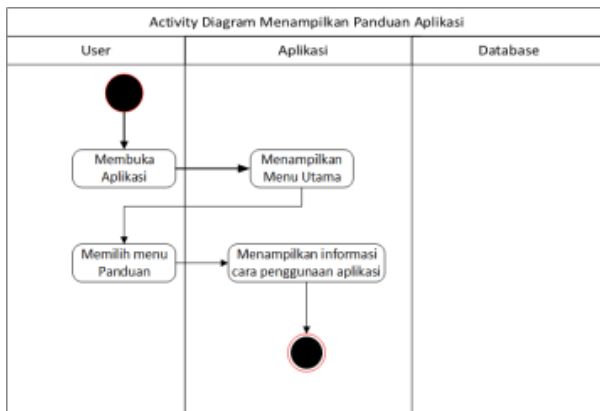 Activity Diagram Menampilkan Panduan Aplikasi
User
Aplikasi
Database
Membuka
Aplikasi
Menampilkan
Menu Utama
Memilih menu
Panduan
Menampilkan informasi
cara penggunaan aplikasi